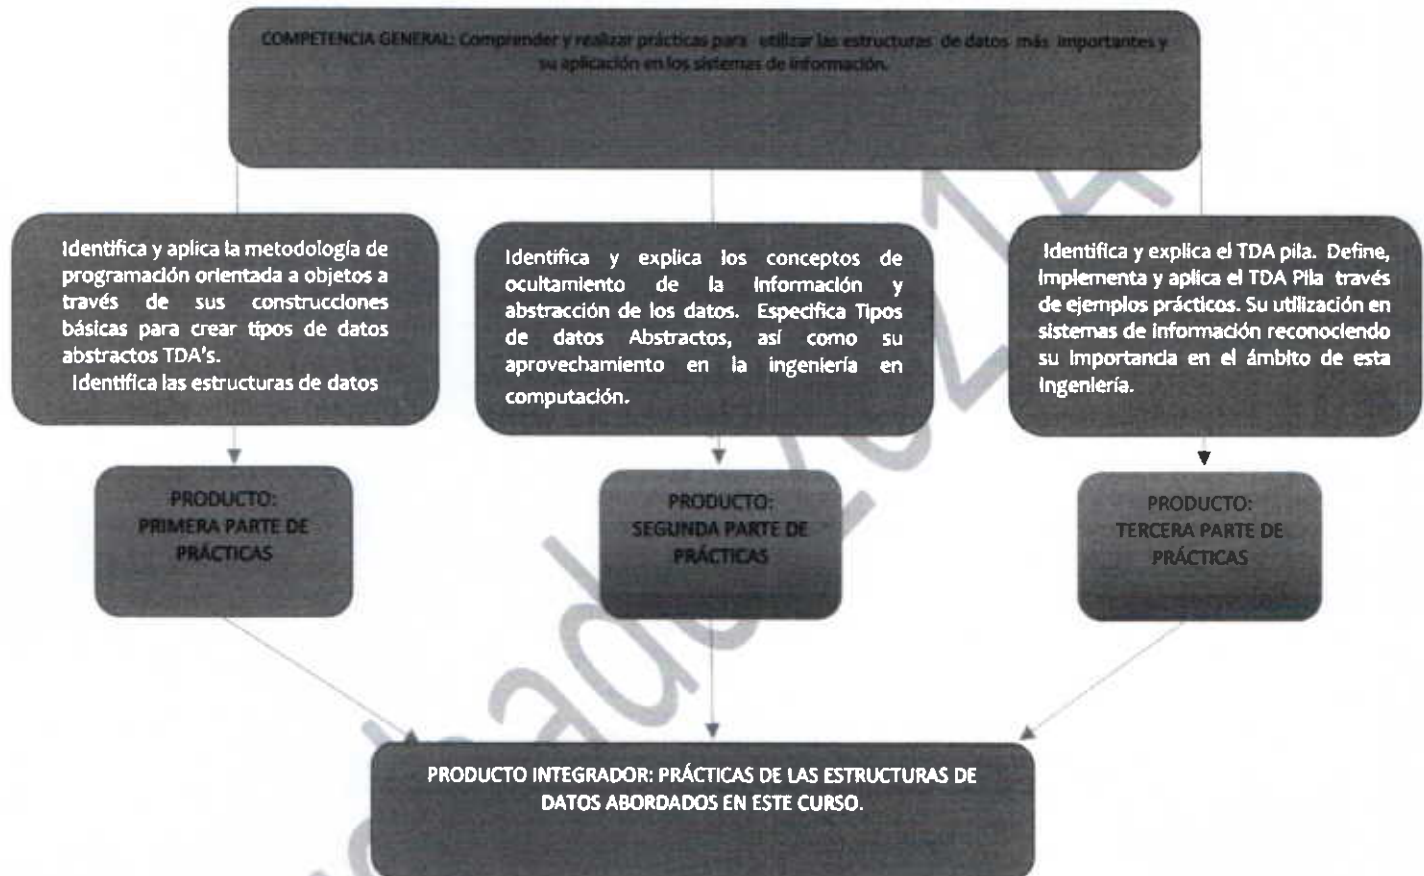 COMPETENCIA GENERAL: Comprender y realizar prácticas para utilizar las estructuras de datos más importantes y
su aplicación en los sistemas de información.
Identifica y aplica la metodología de
programación orientada a objetos a
través de sus construcciones
básicas para crear tipos de datos
abstractos TDA's.
Identifica las estructuras de datos
Identifica y explica los conceptos de
ocultamiento de la información y
abstracción de los datos. Especifica Tipos
de datos Abstractos, así como su
aprovechamiento en la ingeniería en
computación.
Identifica y explica el TDA pila. Define,
implementa y aplica el TDA Pila través
de ejemplos prácticos. Su utilización en
sistemas de información reconociendo
su importancia en el ámbito de esta
ingeniería.
PRODUCTO:
PRIMERA PARTE DE
PRÁCTICAS
PRODUCTO:
SEGUNDA PARTE DE
PRÁCTICAS
PRODUCTO:
TERCERA PARTE DE
PRÁCTICAS
PRODUCTO INTEGRADOR: PRÁCTICAS DE LAS ESTRUCTURAS DE
DATOS ABORDADOS EN ESTE CURSO.